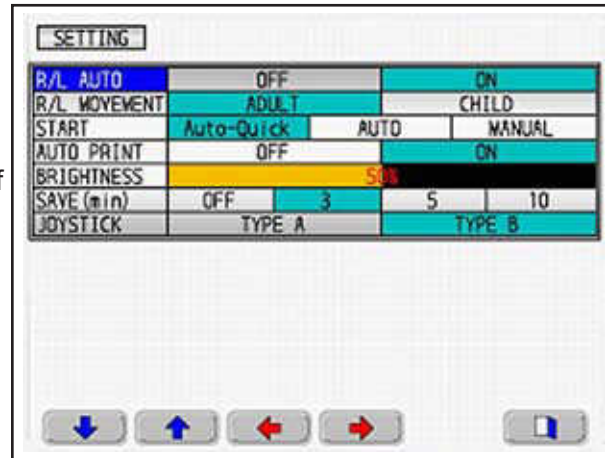 SETTING
R/L AUTO OFF ON
R/L MOVEMENT ADULT CHILD
START Auto-Quick AUTO MANUAL
AUTO PRINT OFF ON
BRIGHTNESS 50%
SAVE(min) OFF 3 5 10
JOYSTICK TYPE A TYPE B
f